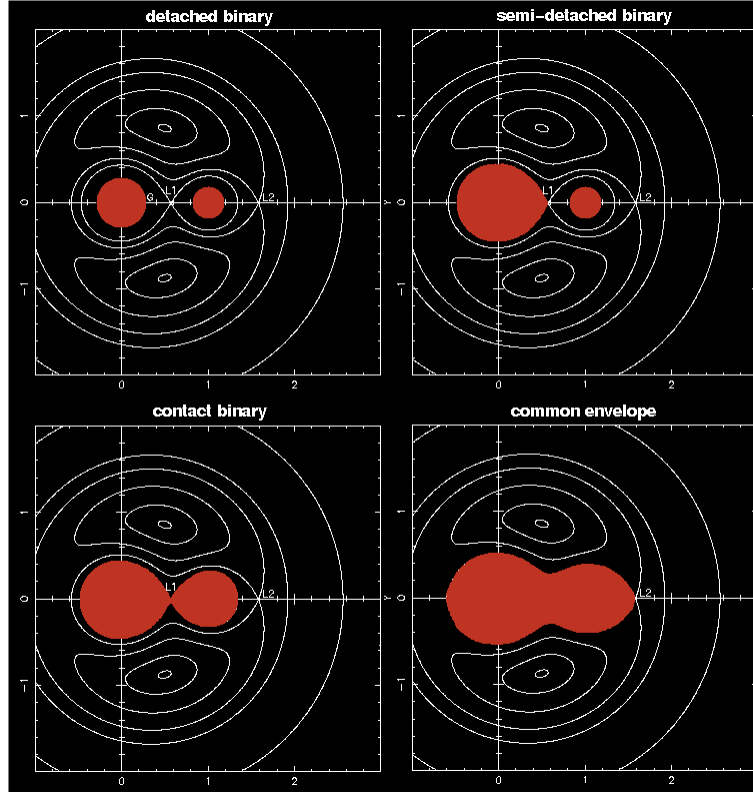 detached binary
semi-detached binary
1
1
0
G
L1
L2
0
Y
L1
L2
-1
-1
0
1
2
0
1
2
contact binary
common envelope
1
1
0
L1
L2
0
Y
L2
-1
-1
0
1
2
0
1
2